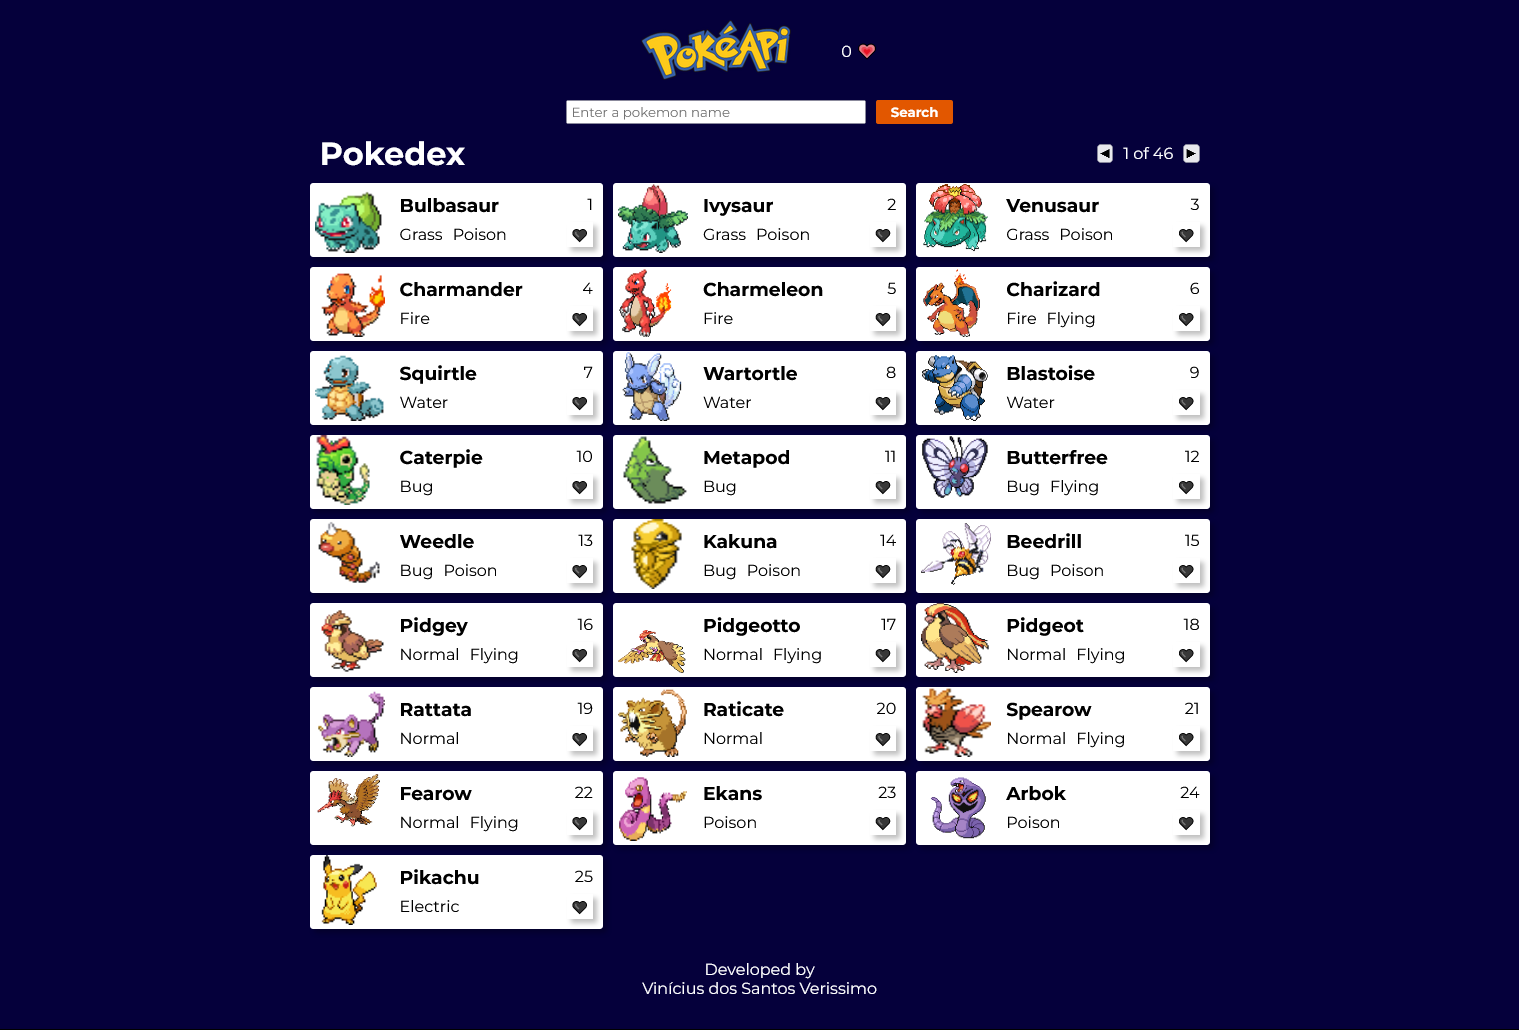 PokéApi
0
Enter a pokemon name
Search
Pokedex
1 of 46
Bulbasaur 1
Grass Poison
Ivysaur 2
Grass Poison
Venusaur 3
Grass Poison
Charmander 4
Fire
Charmeleon 5
Fire
Charizard 6
Fire Flying
Squirtle 7
Water
Wartortle 8
Water
Blastoise 9
Water
Caterpie 10
Bug
Metapod 11
Bug
Butterfree 12
Bug Flying
Weedle 13
Bug Poison
Kakuna 14
Bug Poison
Beedrill 15
Bug Poison
Pidgey 16
Normal Flying
Pidgeotto 17
Normal Flying
Pidgeot 18
Normal Flying
Rattata 19
Normal
Raticate 20
Normal
Spearow 21
Normal Flying
Fearow 22
Normal Flying
Ekans 23
Poison
Arbok 24
Poison
Pikachu 25
Electric
Developed by
Vinícius dos Santos Verissimo